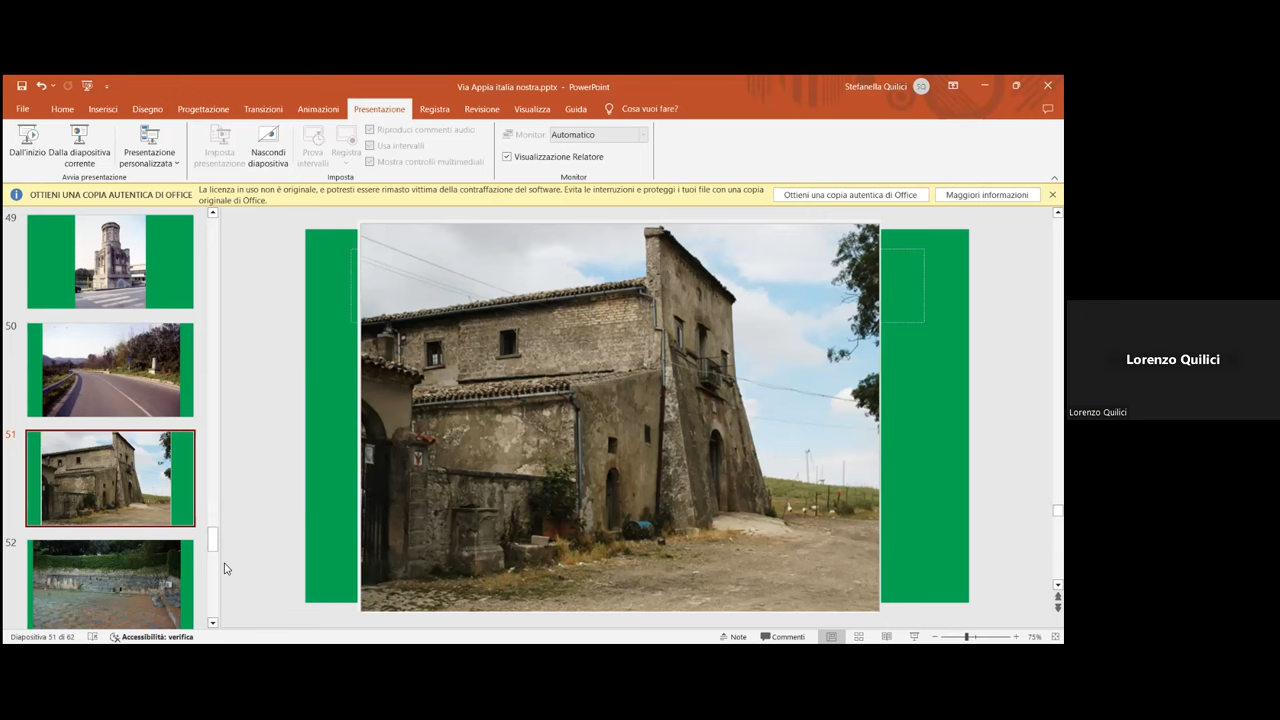 Via Appia italia nostra.pptx - PowerPoint
Stefanella Quilici
SQ
File Home Inserisci Disegno Progettazione Transizioni Animazioni Presentazione Registra Revisione Visualizza Guida Cosa vuoi fare?
Dall'inizio
Dalla diapositiva corrente
Presentazione personalizzata
Avvia presentazione
Imposta presentazione
Nascondi diapositiva
Prova intervalli
Registra
Riproduci commenti audio
Usa intervalli
Mostra controlli multimediali
Imposta
Monitor: Automatico
Visualizzazione Relatore
Monitor
OTTIENI UNA COPIA AUTENTICA DI OFFICE
La licenza in uso non è originale, e potresti essere rimasto vittima della contraffazione del software. Evita le interruzioni e proteggi i tuoi file con una copia
originale di Office.
Ottieni una copia autentica di Office
Maggiori informazioni
49
50
51
52
Lorenzo Quilici
Lorenzo Quilici
Diapositiva 51 di 62
Accessibilità: verifica
Note
Commenti
75%